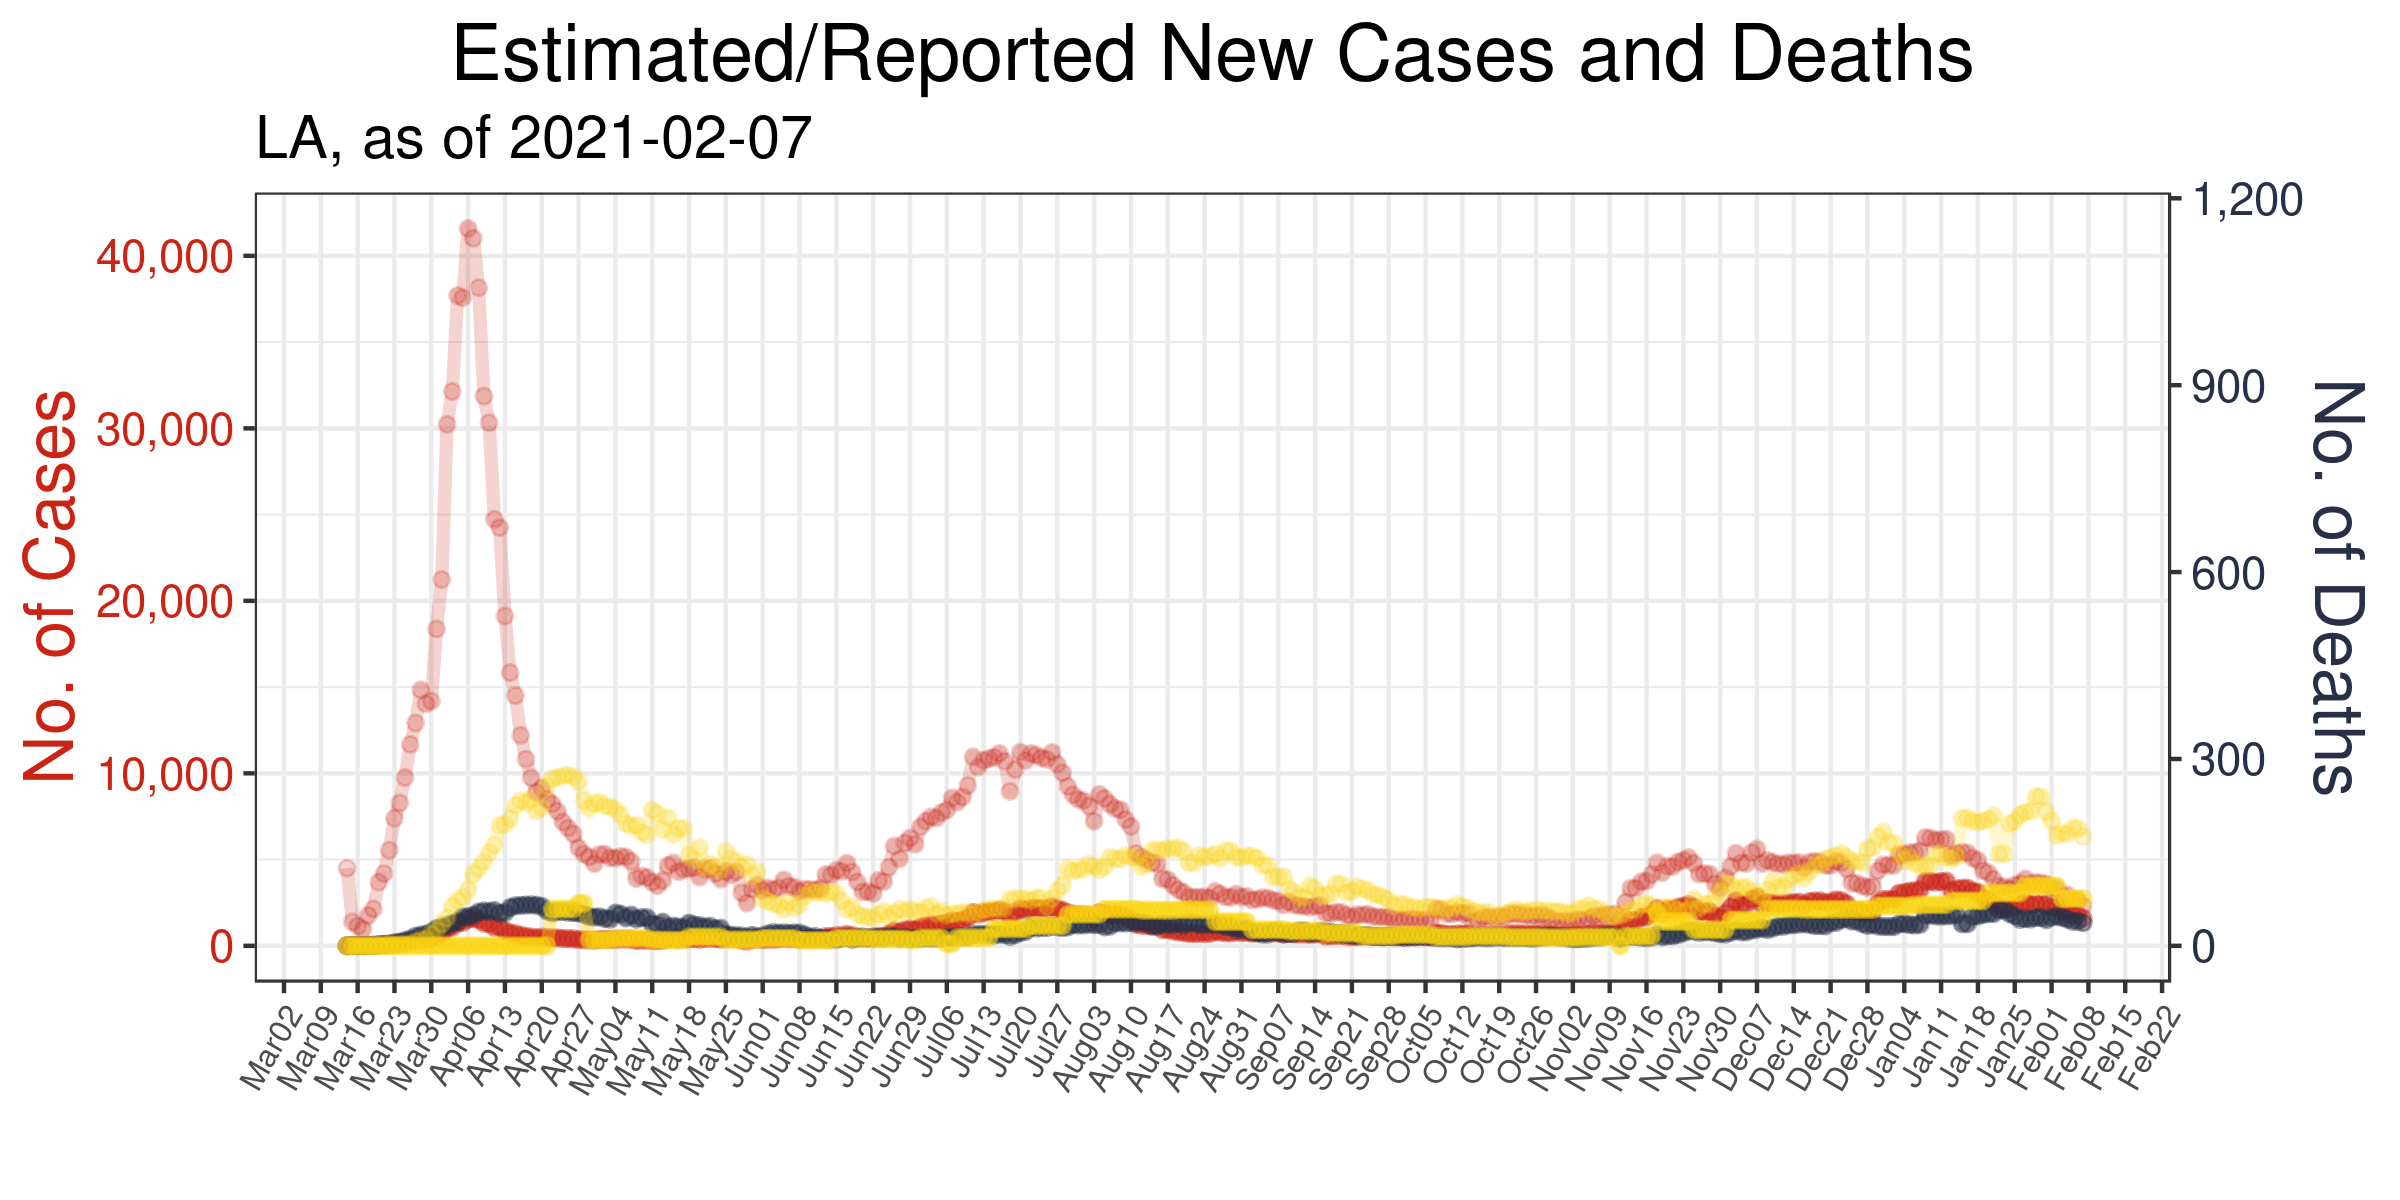 Estimated/Reported New Cases and Deaths
LA, as of 2021-02-07
No. of Cases
40,000
30,000
20,000
10,000
0
1,200
900
600
300
0
No. of Deaths
Mar02
Mar09
Mar16
Mar23
Mar30
Apr06
Apr13
Apr20
Apr27
May04
May11
May18
May25
Jun01
Jun08
Jun15
Jun22
Jun29
Jul06
Jul13
Jul20
Jul27
Aug03
Aug10
Aug17
Aug24
Aug31
Sep07
Sep14
Sep21
Sep28
Oct05
Oct12
Oct19
Oct26
Nov02
Nov09
Nov16
Nov23
Nov30
Dec07
Dec14
Dec21
Dec28
Jan04
Jan11
Jan18
Jan25
Feb01
Feb08
Feb15
Feb22